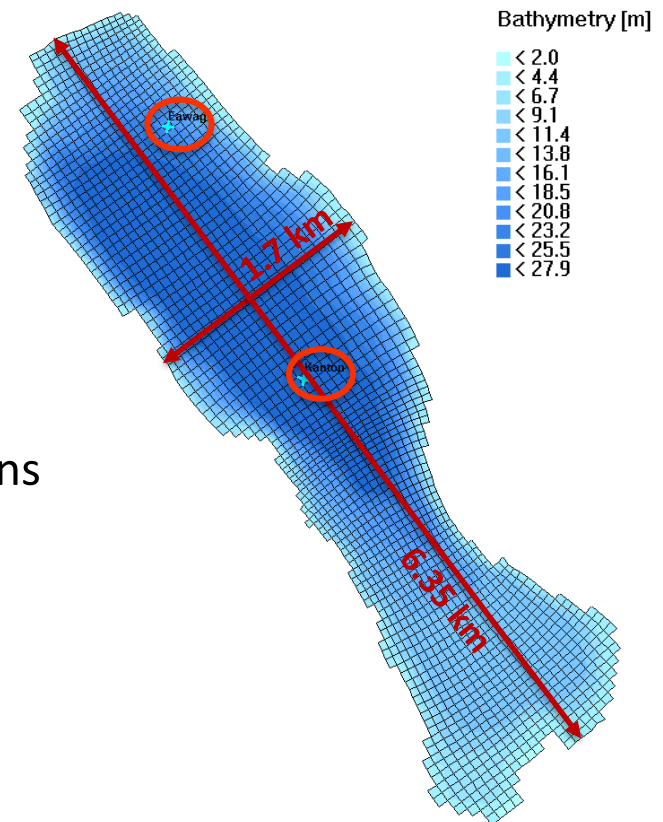 Bathymetry [m]
< 2.0
< 4.4
< 6.7
< 9.1
< 11.4
< 13.8
< 16.1
< 18.5
< 20.8
< 23.2
< 25.5
< 27.9
Eawag
1.7 km
Kanton
ns
6.35 km